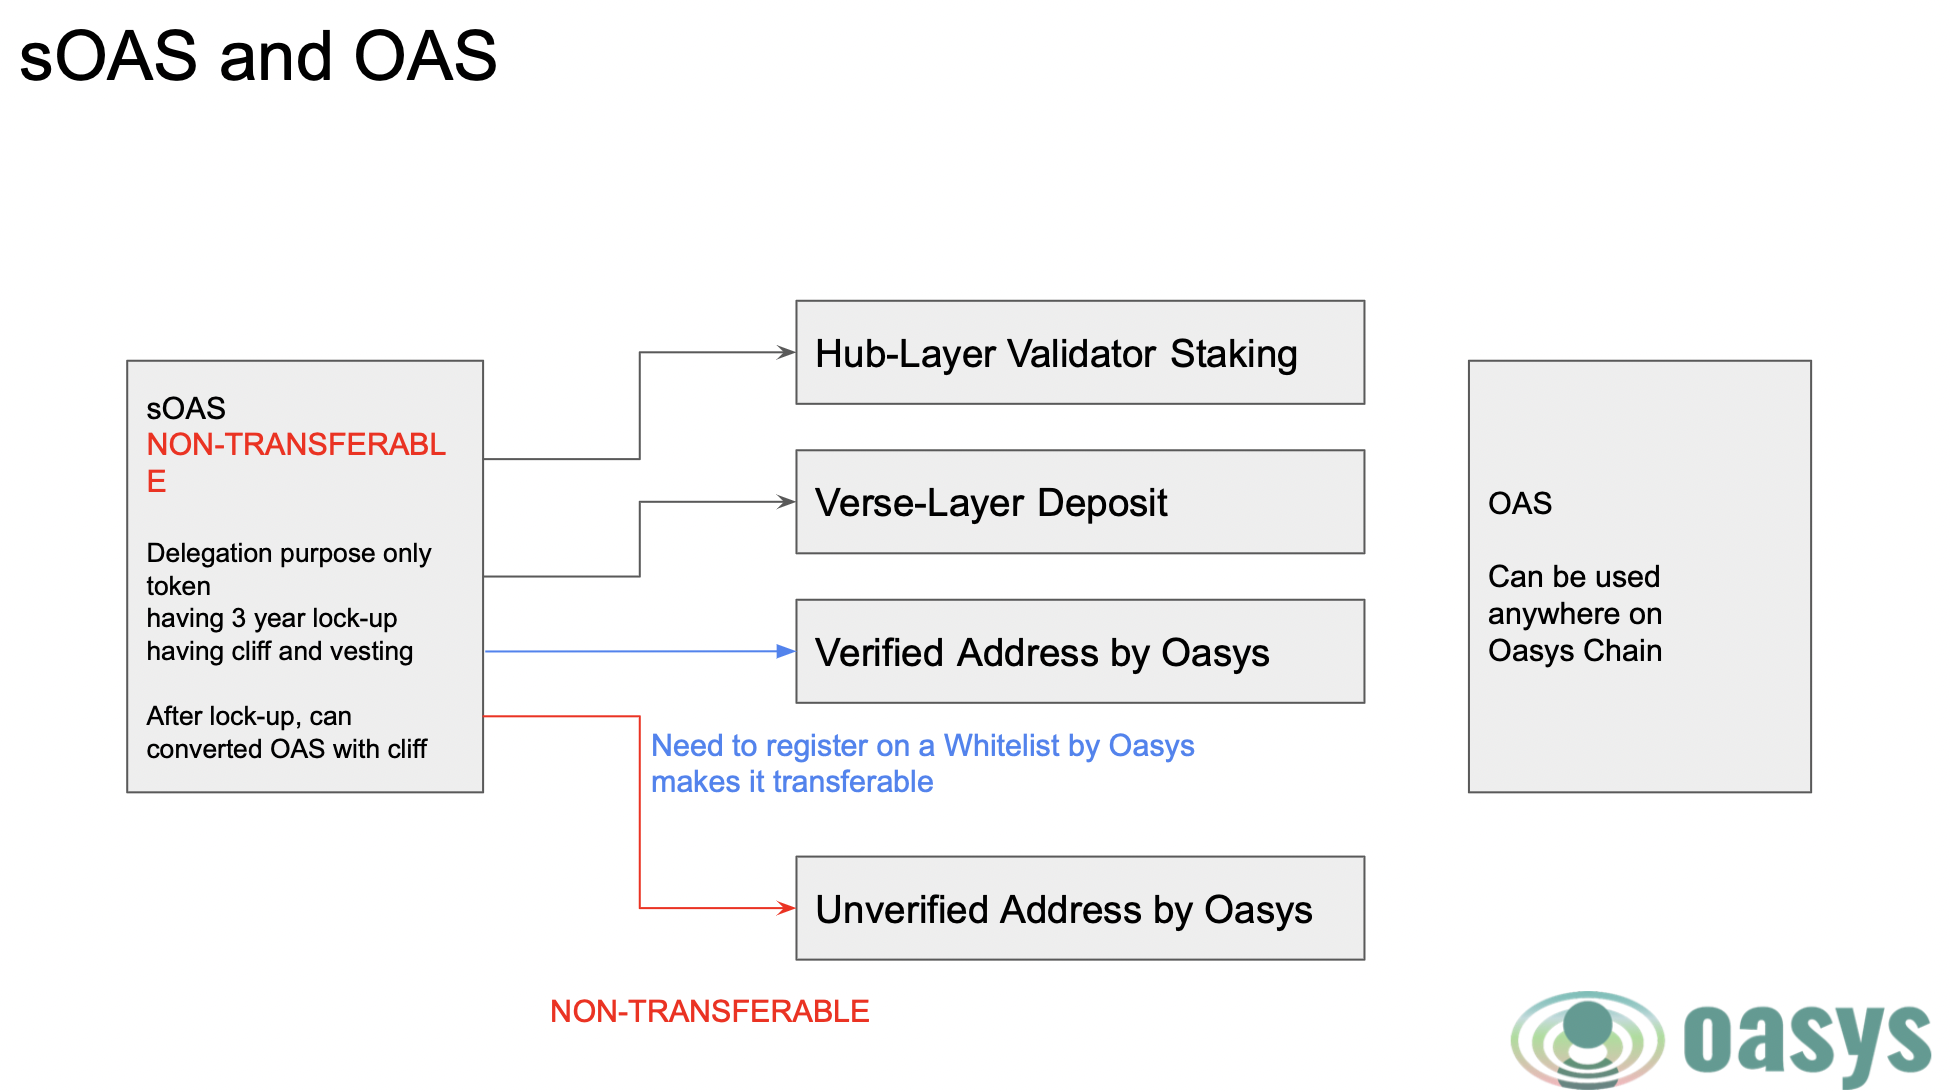 sOAS and OAS
sOAS
NON-TRANSFERABL
E
Delegation purpose only
token
having 3 year lock-up
having cliff and vesting
After lock-up, can
converted OAS with cliff
Hub-Layer Validator Staking
Verse-Layer Deposit
Verified Address by Oasys
Need to register on a Whitelist by Oasys
makes it transferable
Unverified Address by Oasys
NON-TRANSFERABLE
OAS
Can be used
anywhere on
Oasys Chain
oasys